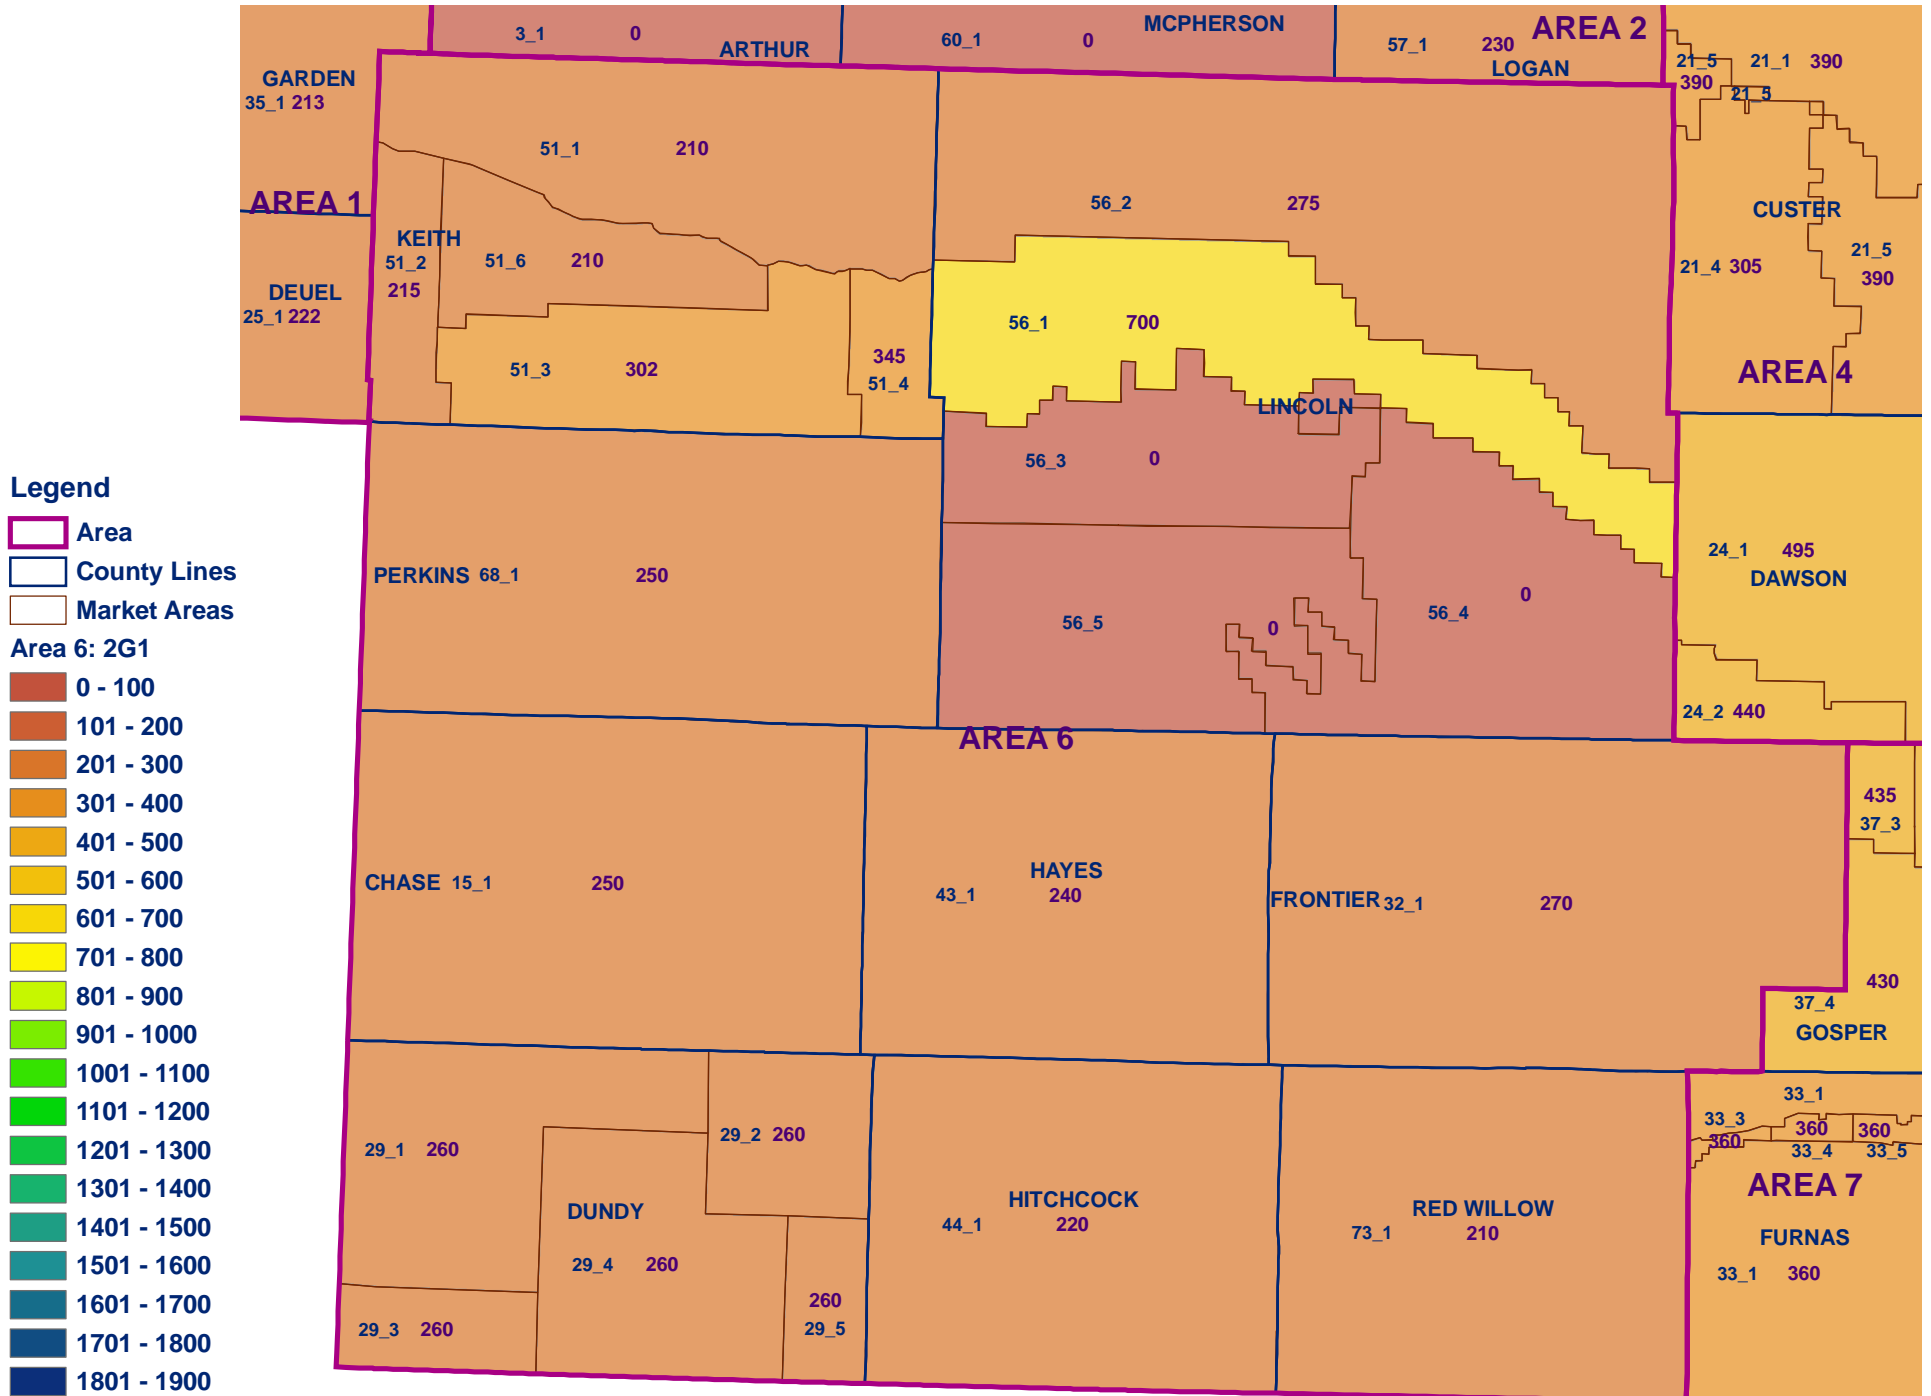 3_1 0 ARTHUR
60_1 0 MCPHERSON
57_1 230 LOGAN
AREA 2
GARDEN
35_1 213
21_5 390
21_1 390
21_5
51_1 210
AREA 1
56_2 275
CUSTER
KEITH
51_2
215
51_6 210
21_4 305
21_5
390
DEUEL
25_1 222
56_1 700
51_3 302
345
51_4
AREA 4
LINCOLN
56_3 0
Legend
Area
County Lines
Market Areas
Area 6: 2G1
0 - 100
101 - 200
201 - 300
301 - 400
401 - 500
501 - 600
601 - 700
701 - 800
801 - 900
901 - 1000
1001 - 1100
1101 - 1200
1201 - 1300
1301 - 1400
1401 - 1500
1501 - 1600
1601 - 1700
1701 - 1800
1801 - 1900
PERKINS 68_1 250
24_1 495
DAWSON
56_5 0
56_4 0
24_2 440
AREA 6
435
37_3
CHASE 15_1 250
HAYES
43_1 240
FRONTIER 32_1 270
430
37_4
GOSPER
33_1
33_3
360
360
360
33_4
33_5
29_1 260
29_2 260
AREA 7
DUNDY
29_4 260
HITCHCOCK
44_1 220
RED WILLOW
73_1 210
FURNAS
33_1 360
29_3 260
260
29_5